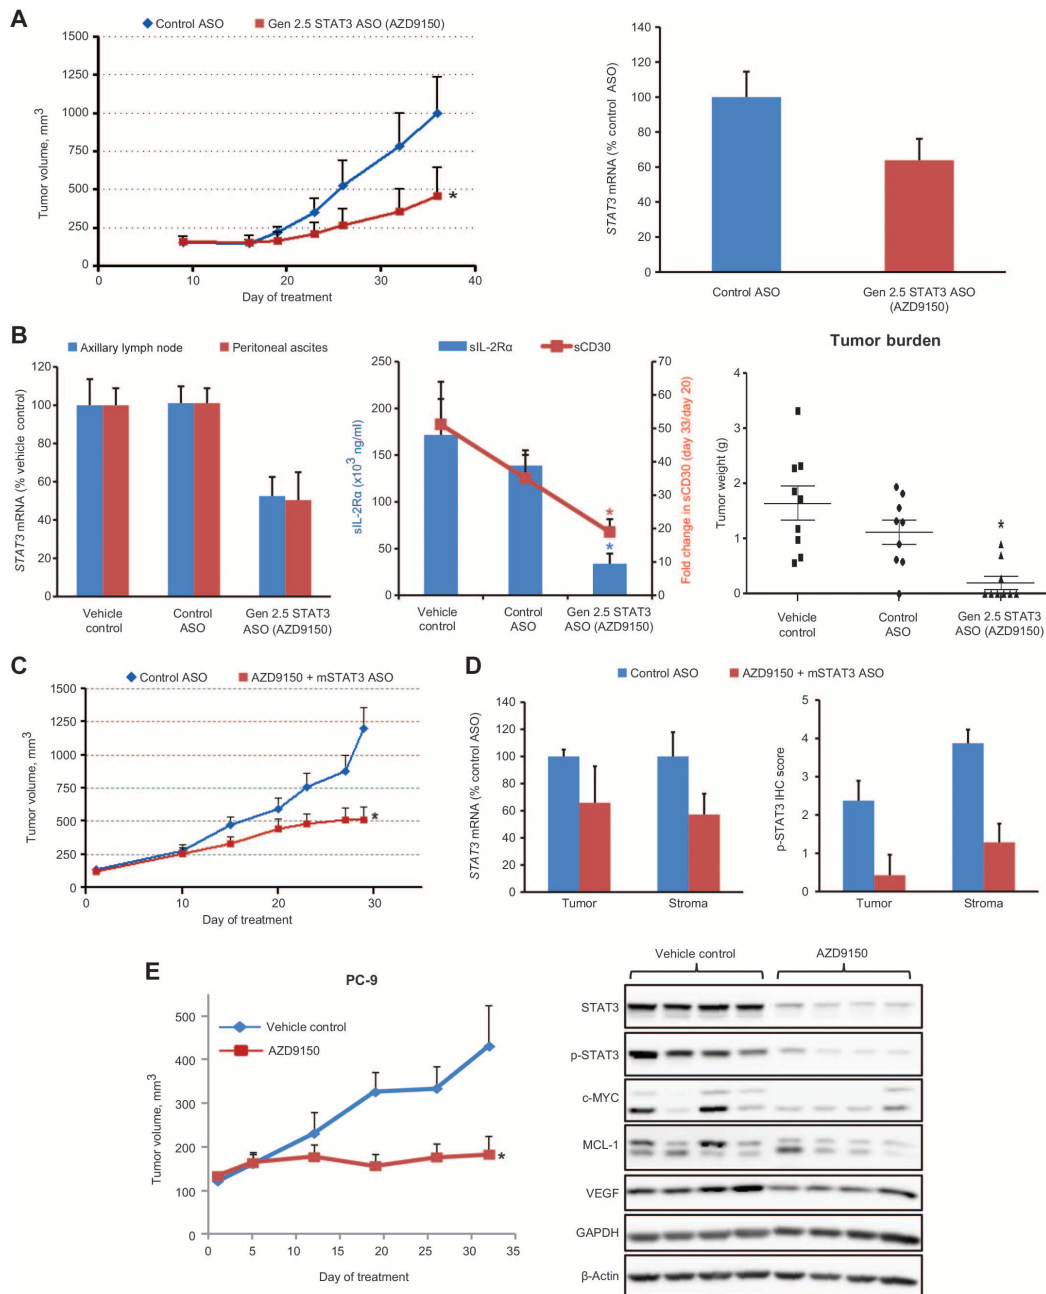 A
Control ASO
Gen 2.5 STAT3 ASO (AZD9150)
Tumor volume, mm3
1500
1250
1000
750
500
250
0
0
10
20
30
40
*
Day of treatment
STAT3 mRNA (% control ASO)
140
120
100
80
60
40
20
0
Control ASO
Gen 2.5 STAT3 ASO
(AZD9150)
B
Axillary lymph node
Peritoneal ascites
STAT3 mRNA (% vehicle control)
120
100
80
60
40
20
0
Vehicle
control
Control
ASO
Gen 2.5 STAT3
ASO (AZD9150)
sIL-2Rα
sCD30
sIL-2Rα (x103 ng/ml)
250
200
150
100
50
0
70
60
50
40
30
20
10
0
Fold change in sCD30 (day 33/day 20)
*
*
Vehicle
control
Control
ASO
Gen 2.5 STAT3
ASO (AZD9150)
Tumor burden
Tumor weight (g)
4
3
2
1
0
*
Vehicle
control
Control
ASO
Gen 2.5 STAT3
ASO (AZD9150)
C
Control ASO
AZD9150 + mSTAT3 ASO
Tumor volume, mm3
1500
1250
1000
750
500
250
0
0
10
20
30
*
Day of treatment
D
Control ASO
AZD9150 + mSTAT3 ASO
STAT3 mRNA (% control ASO)
140
120
100
80
60
40
20
0
Tumor
Stroma
p-STAT3 IHC score
5
4
3
2
1
0
Tumor
Stroma
E
PC-9
Vehicle control
AZD9150
Tumor volume, mm3
500
400
300
200
100
0
0
5
10
15
20
25
30
35
*
Day of treatment
Vehicle control
AZD9150
STAT3
p-STAT3
c-MYC
MCL-1
VEGF
GAPDH
β-Actin